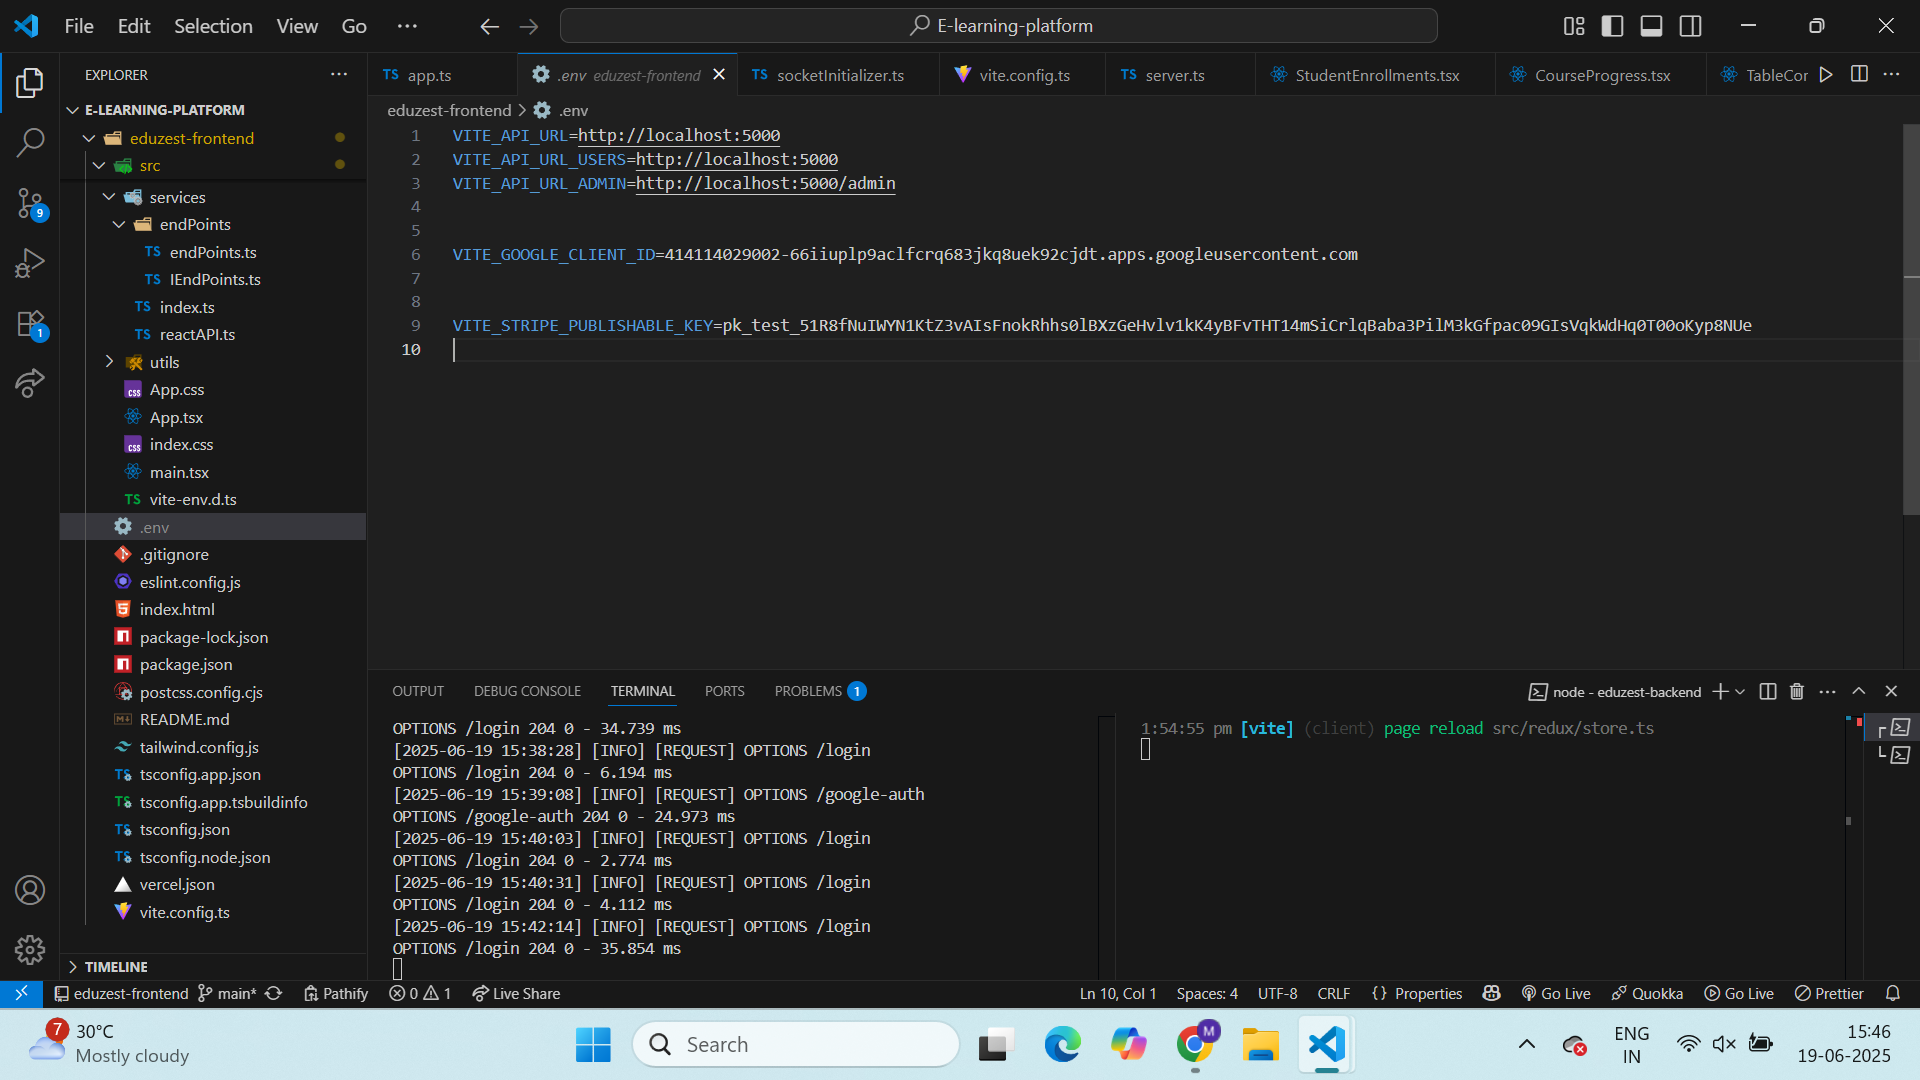 File Edit Selection View Go ···
E-learning-platform
EXPLORER ···
E-LEARNING-PLATFORM
eduzest-frontend
src
services
endPoints
TS endPoints.ts
TS IEndPoints.ts
TS index.ts
TS reactAPI.ts
utils
App.css
App.tsx
index.css
main.tsx
TS vite-env.d.ts
.env
.gitignore
eslint.config.js
index.html
package-lock.json
package.json
postcss.config.cjs
README.md
tailwind.config.js
tsconfig.app.json
tsconfig.app.tsbuildinfo
tsconfig.json
tsconfig.node.json
vercel.json
vite.config.ts
TIMELINE
9
1
TS app.ts
.env eduzest-frontend
TS socketInitializer.ts
vite.config.ts
TS server.ts
StudentEnrollments.tsx
CourseProgress.tsx
TableCor
eduzest-frontend > .env
1 VITE_API_URL=http://localhost:5000
2 VITE_API_URL_USERS=http://localhost:5000
3 VITE_API_URL_ADMIN=http://localhost:5000/admin
4
5
6 VITE_GOOGLE_CLIENT_ID=414114029002-66iiuplp9aclfcrq683jkq8uek92cjdt.apps.googleusercontent.com
7
8
9 VITE_STRIPE_PUBLISHABLE_KEY=pk_test_51R8fNuIWYN1KtZ3vAIsFnokRhhs0lBXzGeHvlv1kK4yBFvTHT14mSiCrlqBaba3PilM3kGfpac09GIsVqkWdHq0T00oKyp8NUe
10
OUTPUT DEBUG CONSOLE TERMINAL PORTS PROBLEMS 1
node - eduzest-backend
OPTIONS /login 204 0 - 34.739 ms
[2025-06-19 15:38:28] [INFO] [REQUEST] OPTIONS /login
OPTIONS /login 204 0 - 6.194 ms
[2025-06-19 15:39:08] [INFO] [REQUEST] OPTIONS /google-auth
OPTIONS /google-auth 204 0 - 24.973 ms
[2025-06-19 15:40:03] [INFO] [REQUEST] OPTIONS /login
OPTIONS /login 204 0 - 2.774 ms
[2025-06-19 15:40:31] [INFO] [REQUEST] OPTIONS /login
OPTIONS /login 204 0 - 4.112 ms
[2025-06-19 15:42:14] [INFO] [REQUEST] OPTIONS /login
OPTIONS /login 204 0 - 35.854 ms
1:54:55 pm [vite] (client) page reload src/redux/store.ts
eduzest-frontend main* Pathify 0 1 Live Share
Ln 10, Col 1 Spaces: 4 UTF-8 CRLF {} Properties Go Live Quokka Go Live Prettier
7
30°C
Mostly cloudy
Search
M
ENG
IN
15:46
19-06-2025